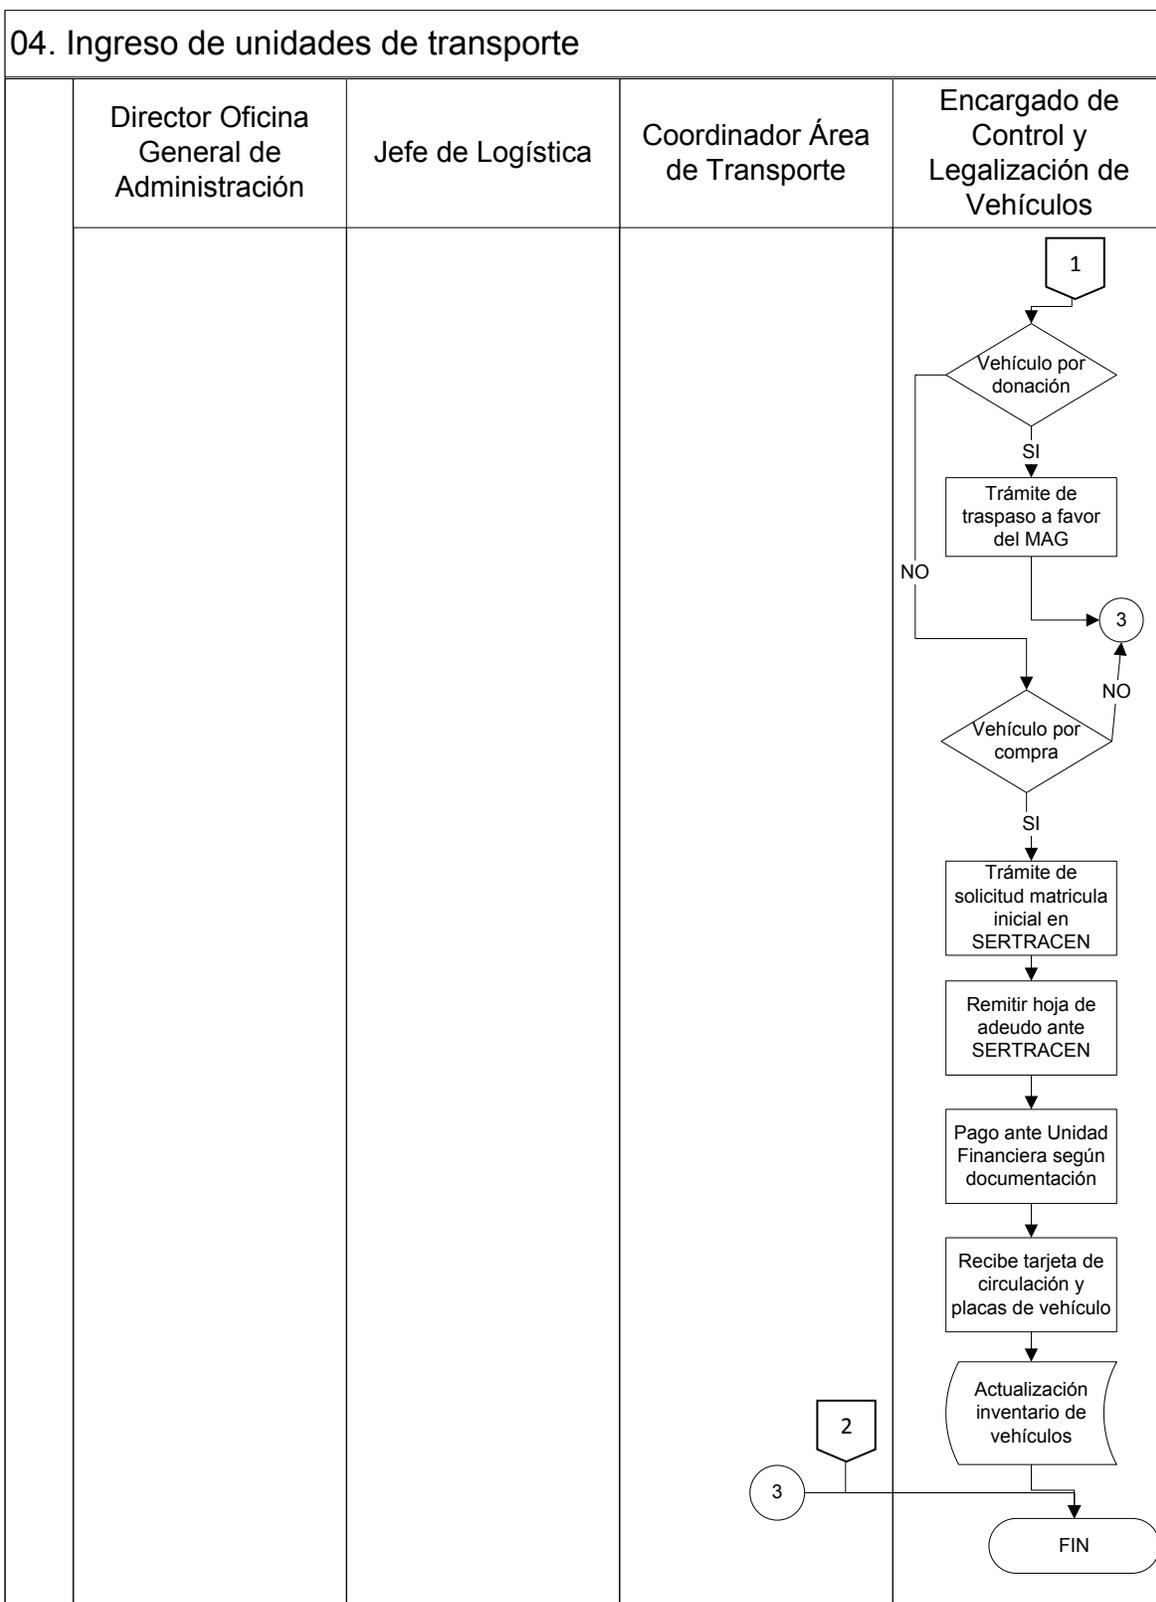 04. Ingreso de unidades de transporte
Director Oficina
General de
Administración
Jefe de Logística
Coordinador Área
de Transporte
Encargado de
Control y
Legalización de
Vehículos
1
Vehículo por
donación
SI
Trámite de
traspaso a favor
del MAG
NO
3
NO
Vehículo por
compra
SI
Trámite de
solicitud matricula
inicial en
SERTRACEN
Remitir hoja de
adeudo ante
SERTRACEN
Pago ante Unidad
Financiera según
documentación
Recibe tarjeta de
circulación y
placas de vehículo
Actualización
inventario de
vehículos
2
3
FIN